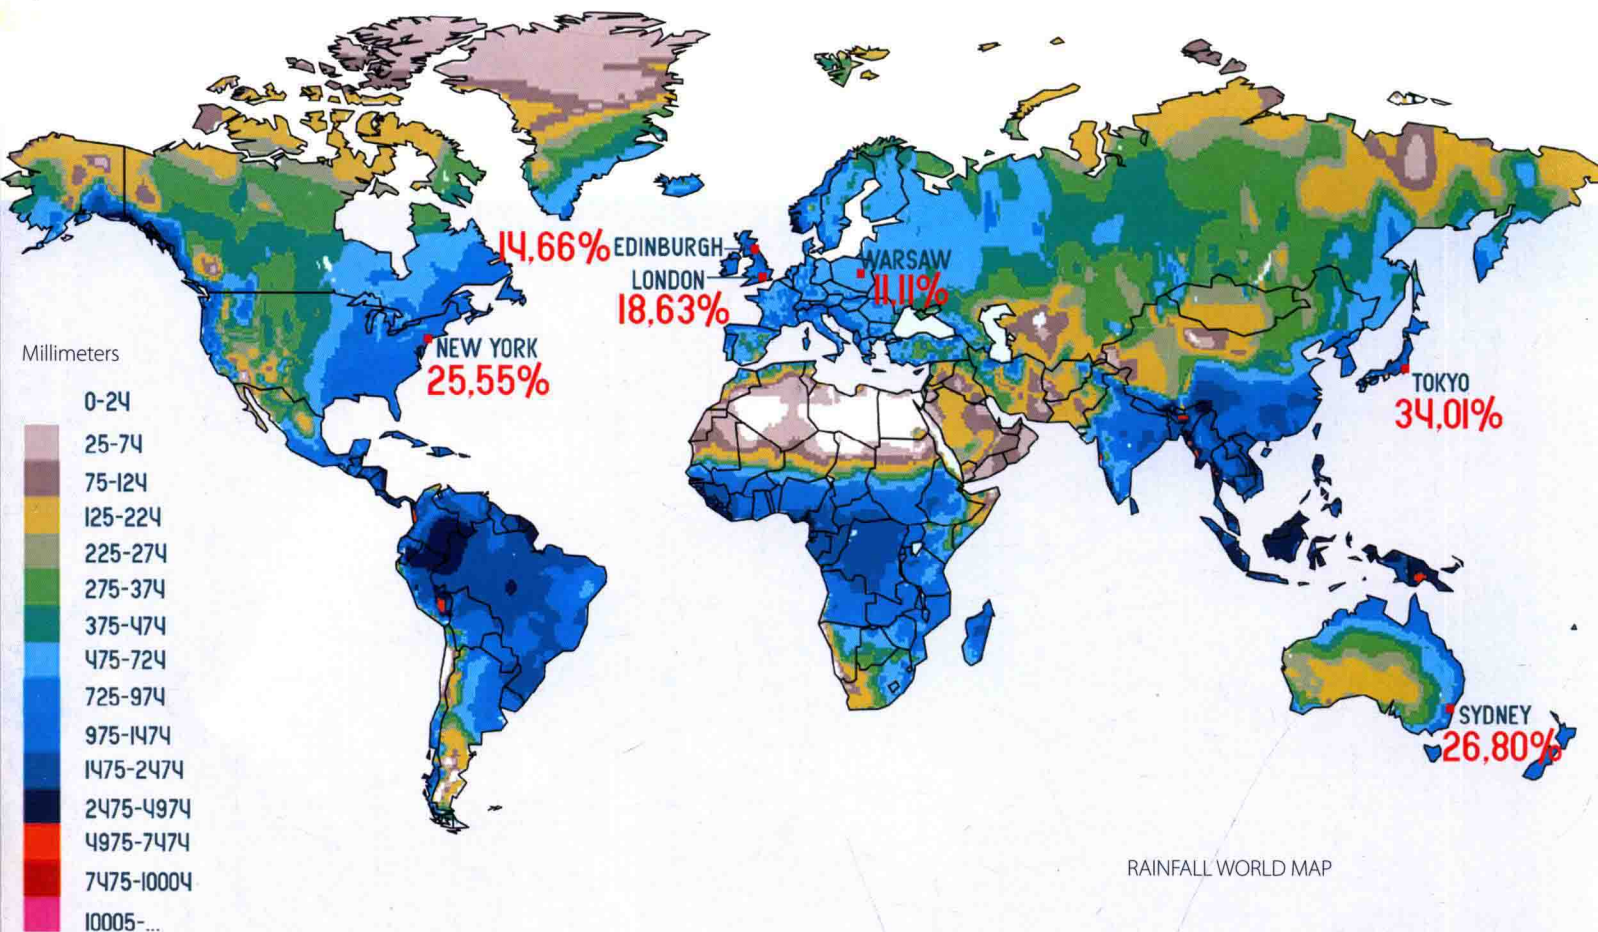 14,66%
EDINBURGH
LONDON
18,63%
WARSAW
11,11%
NEW YORK
25,55%
TOKYO
34,01%
SYDNEY
26,80%
Millimeters
0-24
25-74
75-124
125-224
225-274
275-374
375-474
475-724
725-974
975-1474
1475-2474
2475-4974
4975-7474
7475-10004
10005-...
RAINFALL WORLD MAP